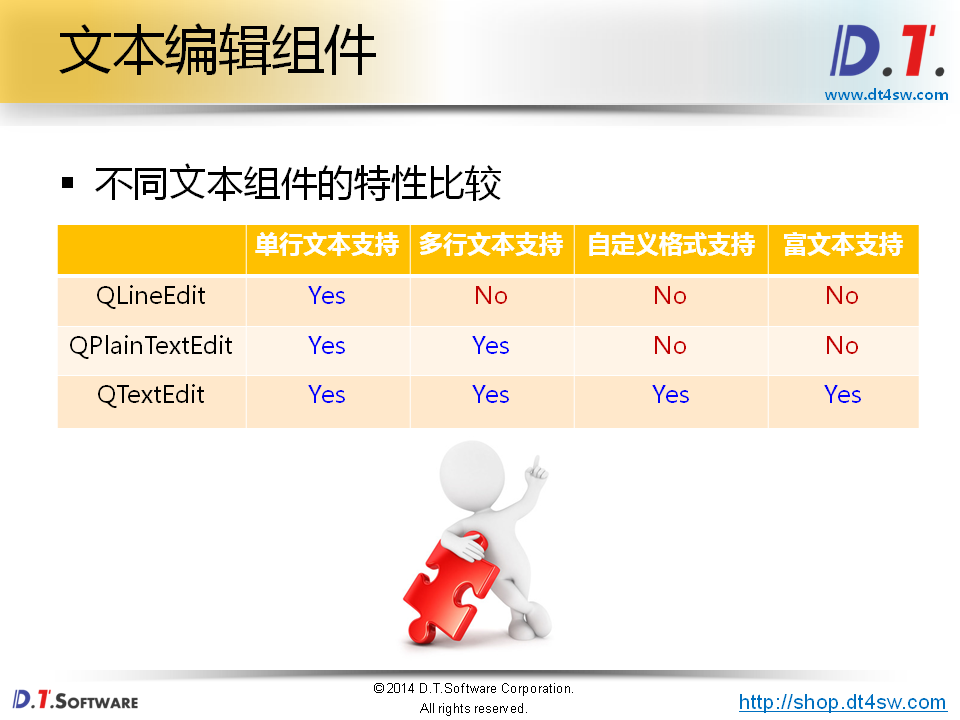 文本编辑组件
D.T.
www.dt4sw.com
不同文本组件的特性比较
单行文本支持 多行文本支持 自定义格式支持 富文本支持
QLineEdit Yes No No No
QPlainTextEdit Yes Yes No No
QTextEdit Yes Yes Yes Yes
D.T.SOFTWARE
©2014 D.T.Software Corporation.
All rights reserved.
http://shop.dt4sw.com